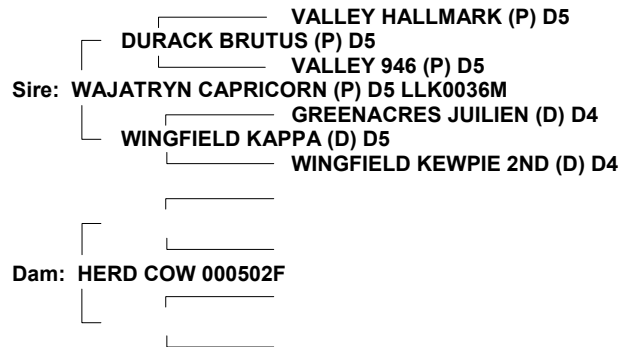 VALLEY HALLMARK (P) D5
DURACK BRUTUS (P) D5
VALLEY 946 (P) D5
Sire: WAJATRYN CAPRICORN (P) D5 LLK0036M
GREENACRES JUILIEN (D) D4
WINGFIELD KAPPA (D) D5
WINGFIELD KEWPIE 2ND (D) D4
Dam: HERD COW 000502F